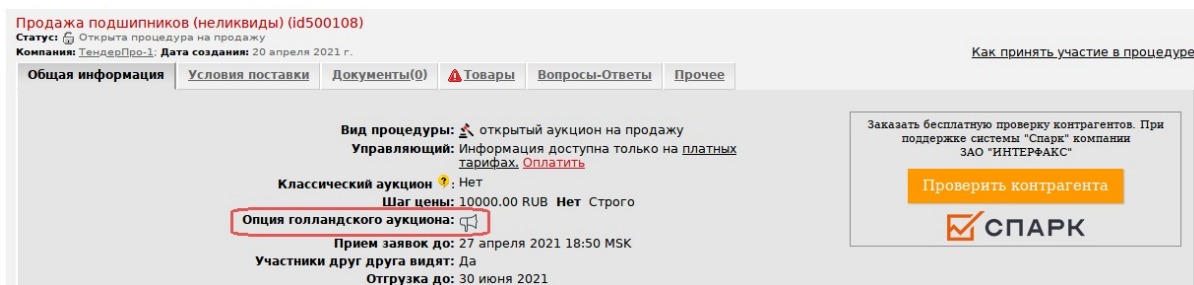 Продажа подшипников (неликвиды) (id500108)
Статус: Открыта процедура на продажу
Компания: ТендерПро-1; Дата создания: 20 апреля 2021 г.
Как принять участие в процедуре
Общая информация Условия поставки Документы(0) Товары Вопросы-Ответы Прочее
Вид процедуры: открытый аукцион на продажу
Управляющий: Информация доступна только на платных
тарифах. Оплатить
Классический аукцион ?: Нет
Шаг цены: 10000.00 RUB Нет Строго
Опция голландского аукциона:
Прием заявок до: 27 апреля 2021 18:50 MSK
Участники друг друга видят: Да
Отгрузка до: 30 июня 2021
Заказать бесплатную проверку контрагентов. При
поддержке системы "Спарк" компании
ЗАО "ИНТЕРФАКС"
Проверить контрагента
СПАРК